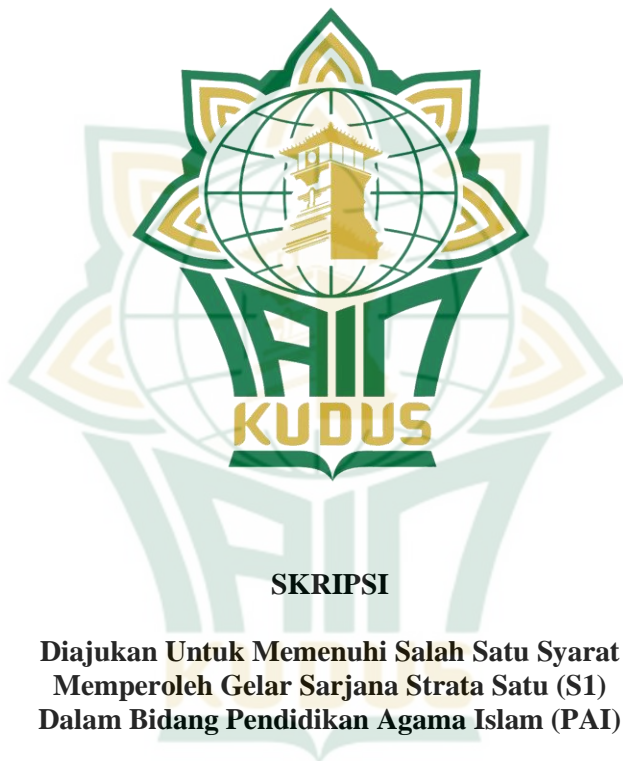 IAIN
KUDUS
SKRIPSI
Diajukan Untuk Memenuhi Salah Satu Syarat
Memperoleh Gelar Sarjana Strata Satu (S1)
Dalam Bidang Pendidikan Agama Islam (PAI)